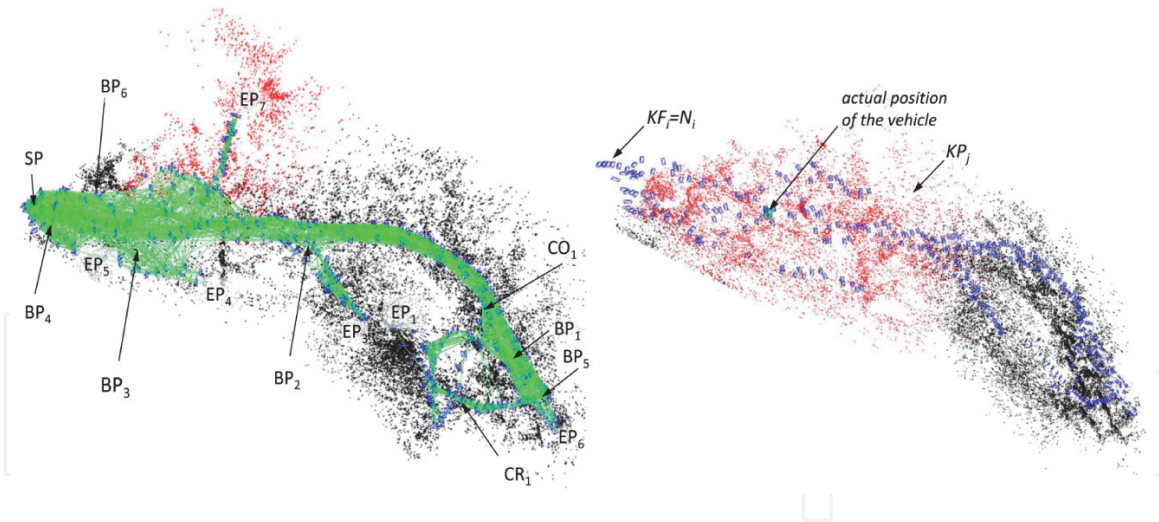 BP6
EP7
SP
EP5
EP4
BP4
BP3
BP2
EP
EP1
CO1
BP1
BP5
EP6
CR1
KFi=Ni
actual position
of the vehicle
KPj